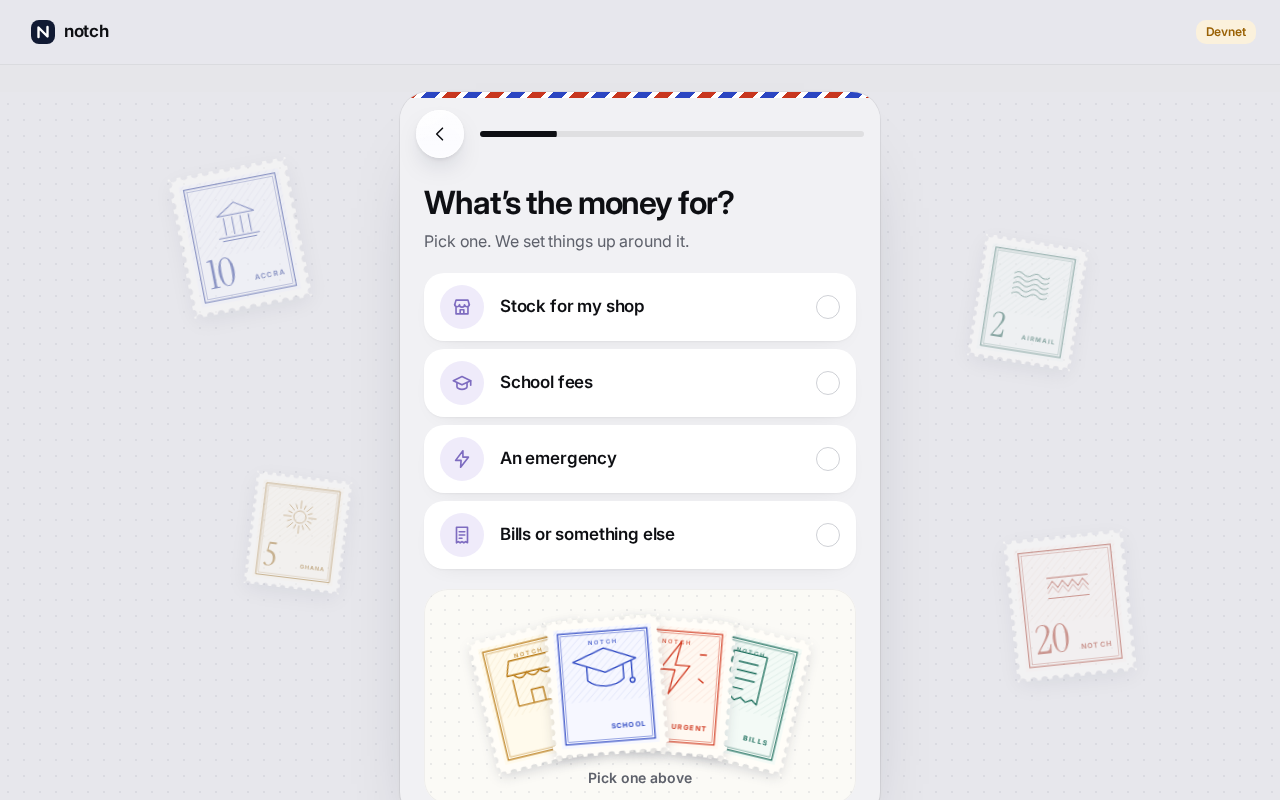 notch
Devnet
What's the money for?
Pick one. We set things up around it.
Stock for my shop
School fees
An emergency
Bills or something else
10 ACCRA
2 AIRMAIL
5 GHANA
20 NOTCH
NOTCH
NOTCH
NOTCH
NOTCH
SCHOOL
URGENT
BILLS
Pick one above